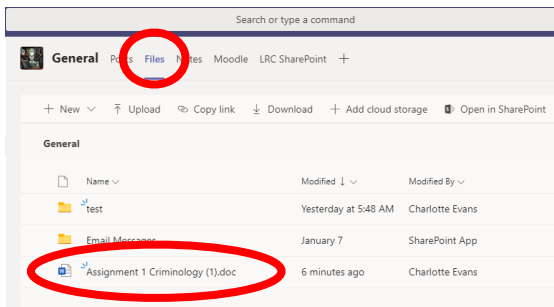 Search or type a command
General Posts Files Notes Moodle LRC SharePoint +
+ New Upload Copy link Download + Add cloud storage Open in SharePoint
General
Name Modified ↓ Modified By
test Yesterday at 5:48 AM Charlotte Evans
Email Messages January 7 SharePoint App
Assignment 1 Criminology (1).doc 6 minutes ago Charlotte Evans